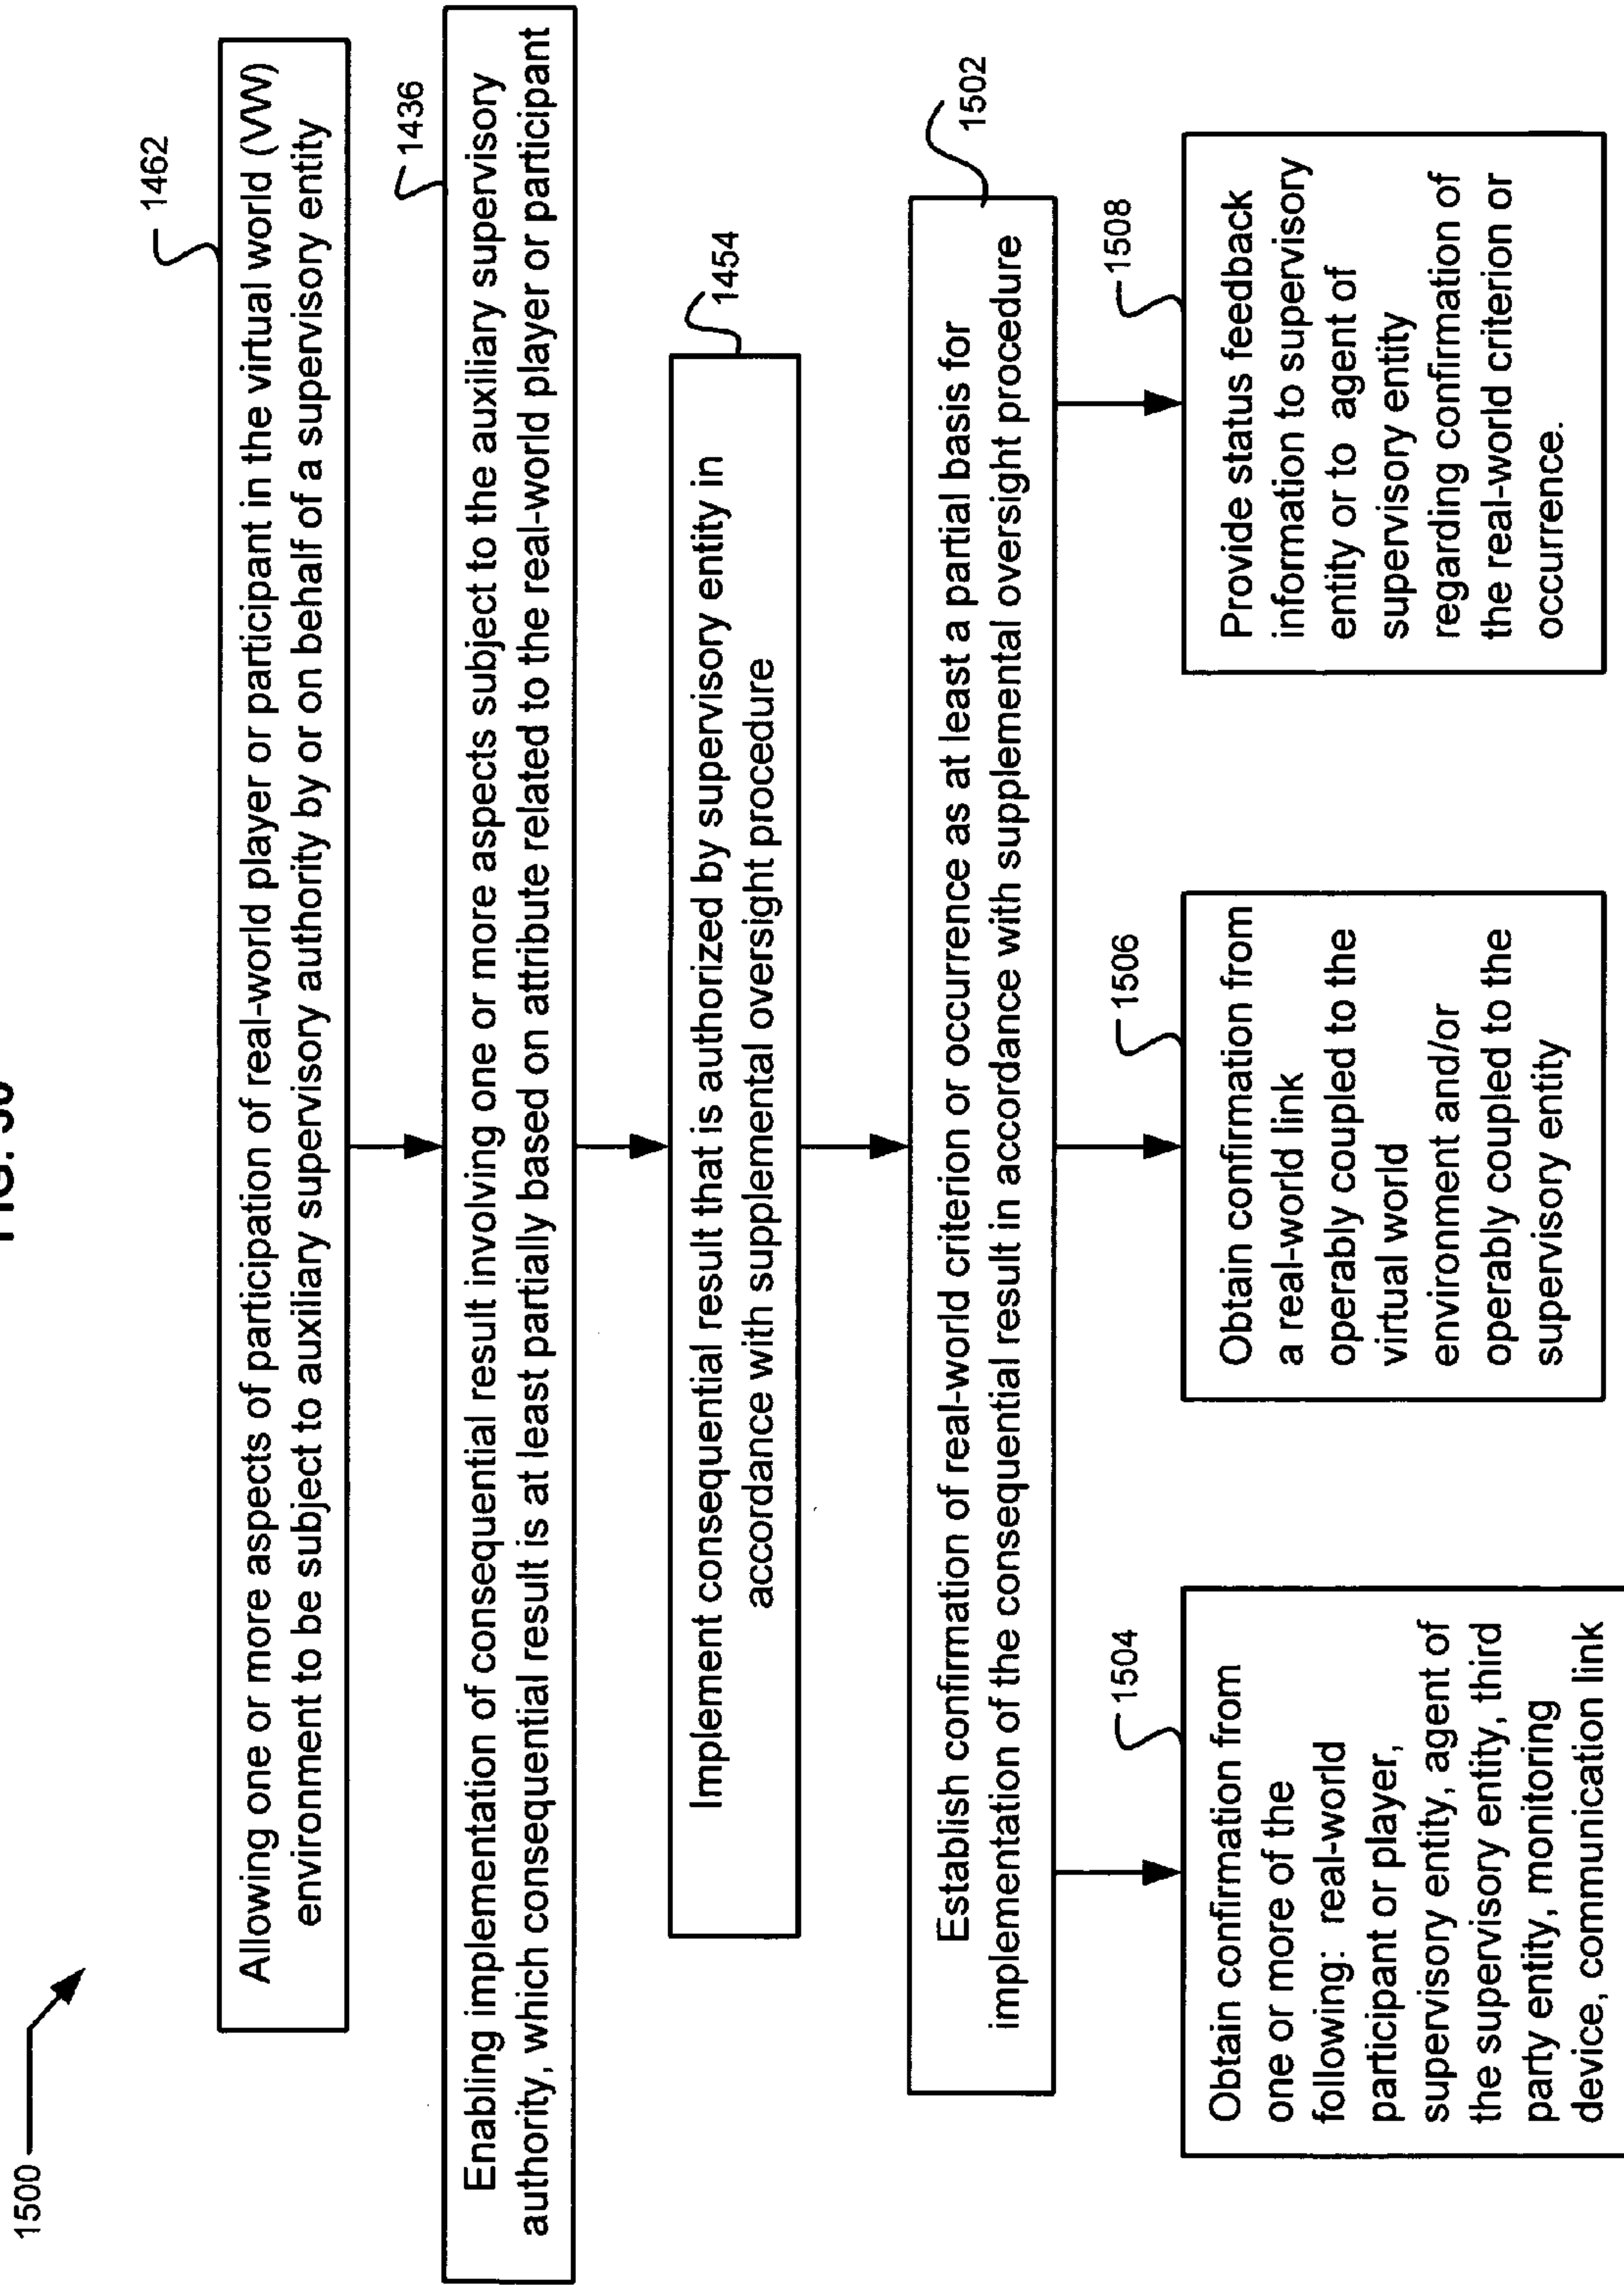 FIG.
1500
1462
Allowing one or more aspects of participation of real-world player or participant in the virtual world (VW)
environment to be subject to auxiliary supervisory authority by or on behalf of a supervisory entity
1436
Enabling implementation of consequential result involving one or more aspects subject to the auxiliary supervisory
authority, which consequential result is at least partially based on attribute related to the real-world player or participant
1454
Implement consequential result that is authorized by supervisory entity in
accordance with supplemental oversight procedure
1502
Establish confirmation of real-world criterion or occurrence as at least a partial basis for
implementation of the consequential result in accordance with supplemental oversight procedure
1504
Obtain confirmation from
one or more of the
following: real-world
participant or player,
supervisory entity, agent of
the supervisory entity, third
party entity, monitoring
device, communication link
1506
Obtain confirmation from
a real-world link
operably coupled to the
virtual world
environment and/or
operably coupled to the
supervisory entity
1508
Provide status feedback
information to supervisory
entity or to agent of
supervisory entity
regarding confirmation of
the real-world criterion or
occurrence.